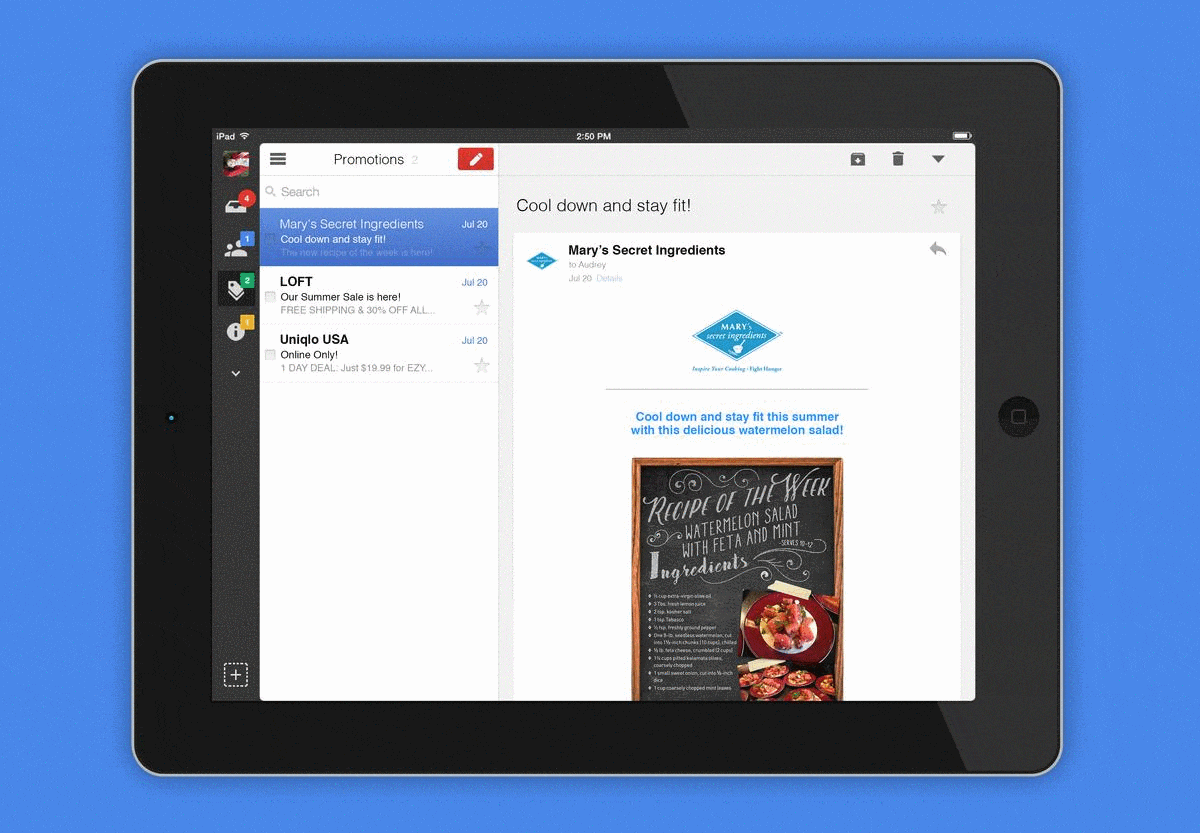 iPad
2:50 PM
Promotions 2
Search
4
1
2
1
Mary's Secret Ingredients Jul 20
Cool down and stay fit!
The new recipe of the week is here!
LOFT Jul 20
Our Summer Sale is here!
FREE SHIPPING & 30% OFF ALL...
Uniqlo USA Jul 20
Online Only!
1 DAY DEAL: Just $19.99 for EZY...
Cool down and stay fit!
Mary's Secret Ingredients
to Audrey
Jul 20 Details
MARY's
secret ingredients
Inspire Your Cooking · Fight Hunger
Cool down and stay fit this summer
with this delicious watermelon salad!
RECIPE OF THE WEEK
WATERMELON SALAD
WITH FETA AND MINT
-SERVES 10-12
Ingredients
⅓ cup extra-virgin olive oil
3 Tbs. fresh lemon juice
2 tsp. kosher salt
1 tsp Tabasco
½ tsp. freshly ground pepper
One 8-lb. seedless watermelon, cut
into 1½-inch chunks (10 cups), chilled
½ lb. feta cheese, crumbled (2 cups)
1¼ cups pitted kalamata olives,
coarsely chopped
1 small sweet onion, cut into ½-inch
dice
1 cup coarsely chopped mint leaves